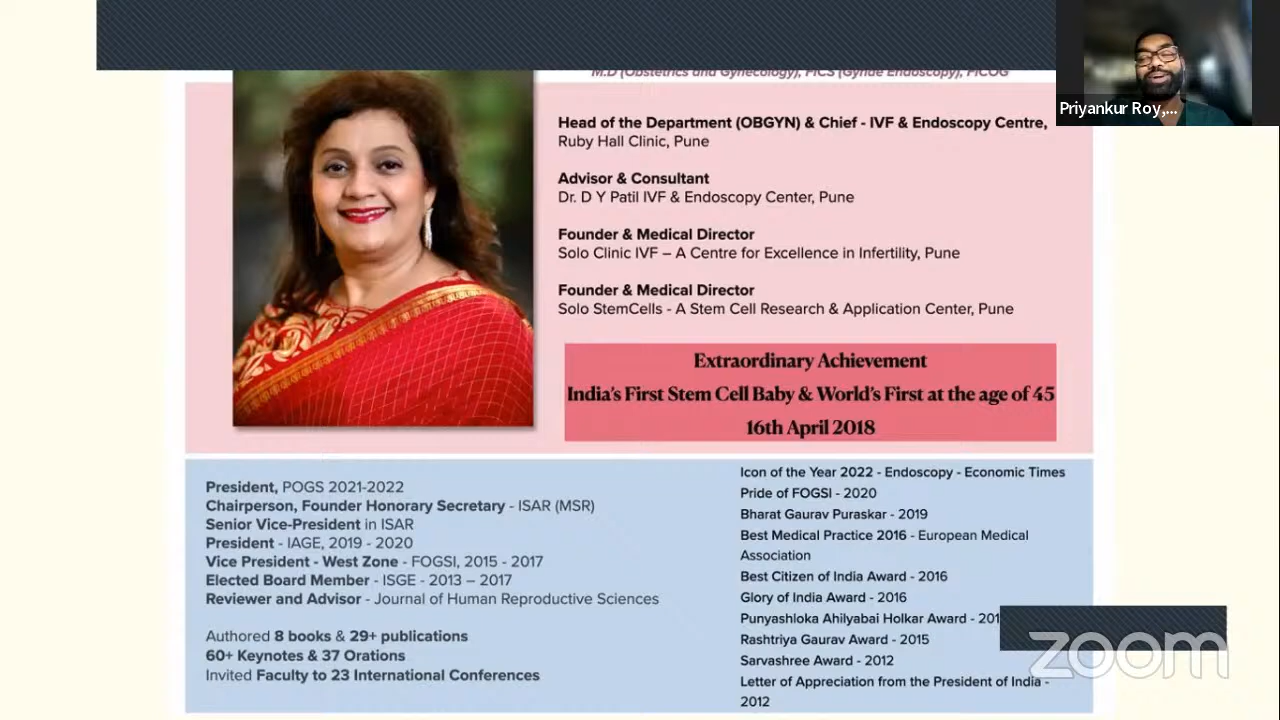 M.D (Obstetrics and Gynecology), FICS (Gynae Endoscopy), FICOG
Priyankur Roy,...
Head of the Department (OBGYN) & Chief - IVF & Endoscopy Centre,
Ruby Hall Clinic, Pune
Advisor & Consultant
Dr. D Y Patil IVF & Endoscopy Center, Pune
Founder & Medical Director
Solo Clinic IVF – A Centre for Excellence in Infertility, Pune
Founder & Medical Director
Solo StemCells - A Stem Cell Research & Application Center, Pune
Extraordinary Achievement
India's First Stem Cell Baby & World's First at the age of 45
16th April 2018
President, POGS 2021-2022
Chairperson, Founder Honorary Secretary - ISAR (MSR)
Senior Vice-President in ISAR
President - IAGE, 2019 - 2020
Vice President - West Zone - FOGSI, 2015 - 2017
Elected Board Member - ISGE - 2013 – 2017
Reviewer and Advisor - Journal of Human Reproductive Sciences
Authored 8 books & 29+ publications
60+ Keynotes & 37 Orations
Invited Faculty to 23 International Conferences
Icon of the Year 2022 - Endoscopy - Economic Times
Pride of FOGSI - 2020
Bharat Gaurav Puraskar - 2019
Best Medical Practice 2016 - European Medical
Association
Best Citizen of India Award - 2016
Glory of India Award - 2016
Punyashloka Ahilyabai Holkar Award -
Rashtriya Gaurav Award - 2015
Sarvashree Award - 2012
Letter of Appreciation from the President of India -
2012
zoom